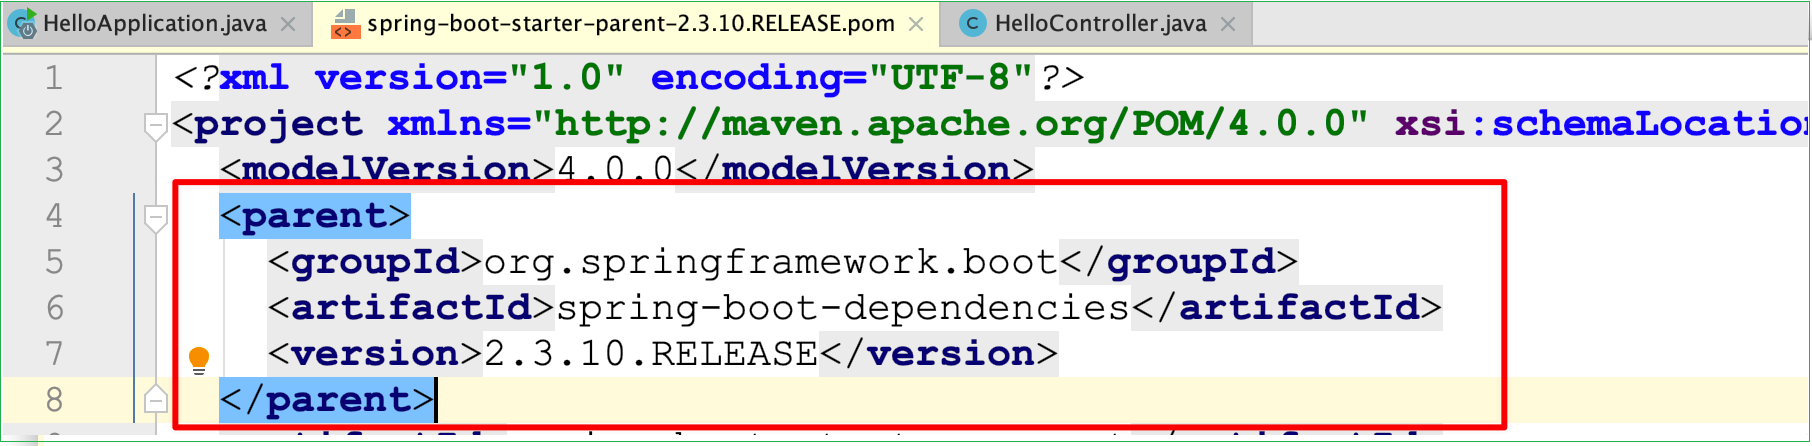 HelloApplication.java
spring-boot-starter-parent-2.3.10.RELEASE.pom
HelloController.java
1 <?xml version="1.0" encoding="UTF-8"?>
2 <project xmlns="http://maven.apache.org/POM/4.0.0" xsi:schemaLocation
3 <modelVersion>4.0.0</modelVersion>
4 <parent>
5 <groupId>org.springframework.boot</groupId>
6 <artifactId>spring-boot-dependencies</artifactId>
7 <version>2.3.10.RELEASE</version>
8 </parent>